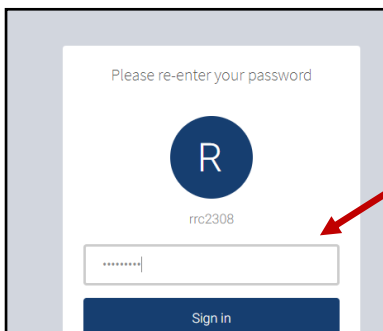 Please re-enter your password
R
rrc2308
•••••••••
Sign in